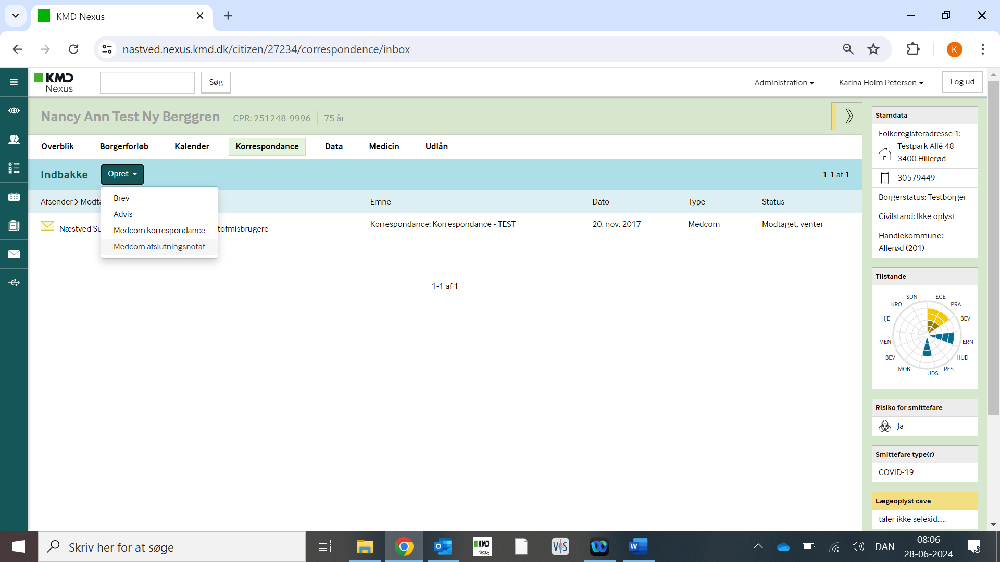 KMD Nexus
nastved.nexus.kmd.dk/citizen/27234/correspondence/inbox
K
KMD
Nexus
Søg
Administration
Karina Holm Petersen
Log ud
Nancy Ann Test Ny Berggren
CPR: 251248-9996
75 år
Overblik
Borgerforløb
Kalender
Korrespondance
Data
Medicin
Udlån
Indbakke
Opret
1-1 af 1
Brev
Advis
Medcom korrespondance
Medcom afslutningsnotat
Afsender
Emne
Dato
Type
Status
Næstved
Korrespondance: Korrespondance - TEST
20. nov. 2017
Medcom
Modtaget, venter
1-1 af 1
Stamdata
Folkeregisteradresse 1:
Testpark Allé 48
3400 Hillerød
30579449
Borgerstatus: Testborger
Civilstand: Ikke oplyst
Handlekommune:
Allerød (201)
Tilstande
SUN
EGE
KRO
PRA
HJE
BEV
MEN
ERN
BEV
HUD
MOB
RES
UDS
Risiko for smittefare
Ja
Smittefare type(r)
COVID-19
Lægeoplyst cave
tåler ikke selexid.....
Skriv her for at søge
KMD
Nexus
DAN
08:06
28-06-2024